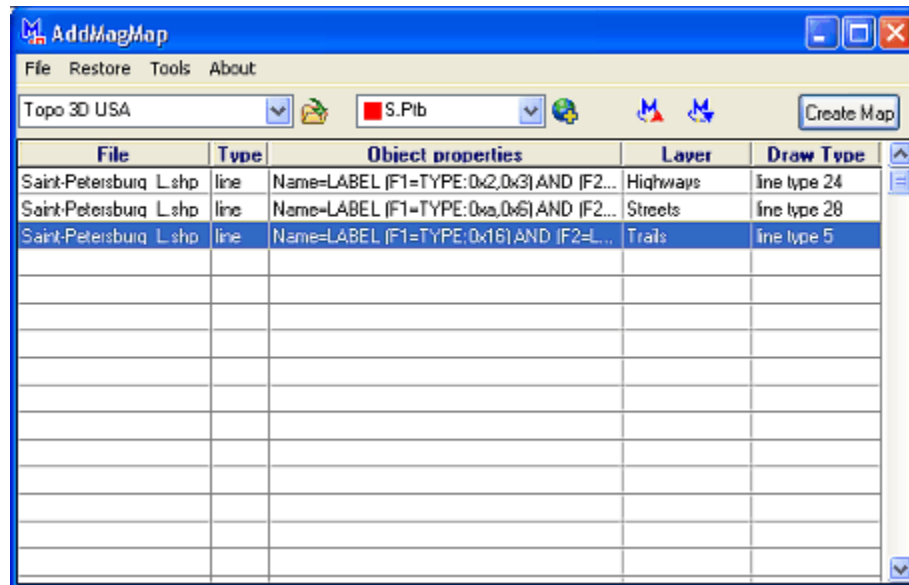 AddMagMap
File Restore Tools About
Topo 3D USA S.Ptb Create Map
File Type Object properties Layer Draw Type
Saint-Petersburg L.shp line Name=LABEL (F1=TYPE:0x2,0x3) AND (F2... Highways line type 24
Saint-Petersburg L.shp line Name=LABEL (F1=TYPE:0xa,0x6) AND (F2... Streets line type 28
Saint-Petersburg L.shp line Name=LABEL (F1=TYPE:0x16) AND (F2=L... Trails line type 5